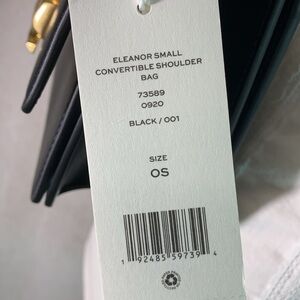 ELEANOR SMALL
CONVERTIBLE SHOULDER
BAG
73589
0920
BLACK / 001
SIZE
OS
1 92485 59739 4